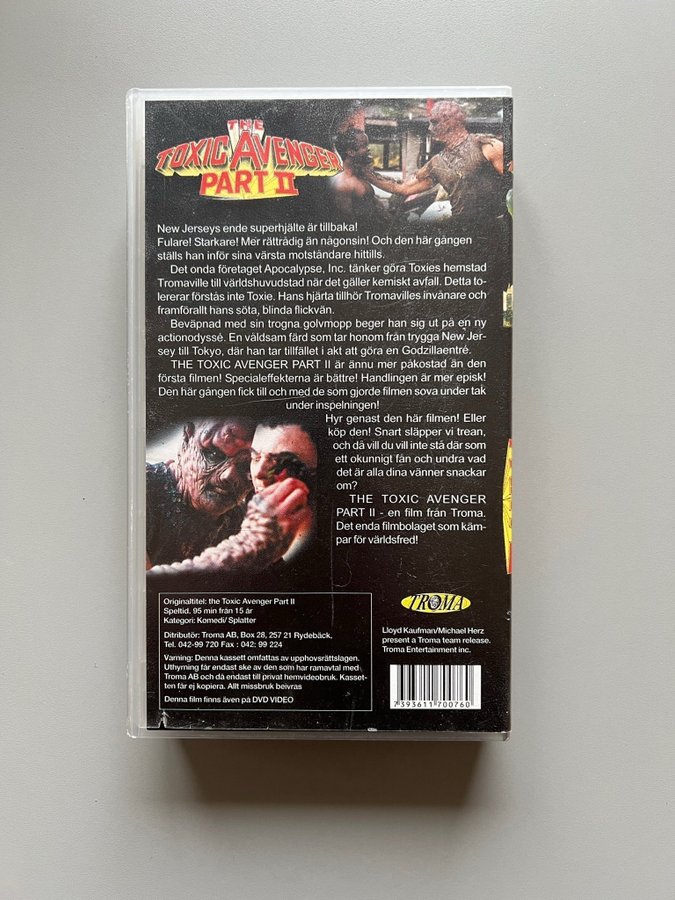 THE
TOXIC AVENGER
PART II
New Jerseys ende superhjälte är tillbaka!
Fulare! Starkare! Mer rättrådig än någonsin! Och den här gången
ställs han inför sina värsta motståndare hittills.
Det onda företaget Apocalypse, Inc. tänker göra Toxies hemstad
Tromaville till världshuvudstad när det gäller kemiskt avfall. Detta to-
lererar förstås inte Toxie. Hans hjärta tillhör Tromavilles invånare och
framförallt hans söta, blinda flickvän.
Beväpnad med sin trogna golvmopp beger han sig ut på en ny
actionodyssé. En våldsam färd som tar honom från trygga New Jer-
sey till Tokyo, där han tar tillfället i akt att göra en Godzillaentré.
THE TOXIC AVENGER PART II är ännu mer påkostad än den
första filmen! Specialeffekterna är bättre! Handlingen är mer episk!
Den här gången fick till och med de som gjorde filmen sova under tak
under inspelningen!
Hyr genast den här filmen! Eller
köp den! Snart släpper vi trean,
och då vill du vill inte stå där som
ett okunnigt fån och undra vad
det är alla dina vänner snackar
om?
THE TOXIC AVENGER
PART II - en film från Troma.
Det enda filmbolaget som käm-
par för världsfred!
Originaltitel: the Toxic Avenger Part II
Speltid. 95 min från 15 år
Kategori: Komedi/ Splatter
Ditributör: Troma AB, Box 28, 257 21 Rydebäck,
Tel. 042-99 720 Fax : 042: 99 224
Varning: Denna kassett omfattas av upphovsrättslagen.
Uthyrning får endast ske av den som har ramavtal med
Troma AB och då endast till privat hemvideobruk. Kasset-
ten får ej kopiera. Allt missbruk beivras
Denna film finns även på DVD VIDEO
TROMA
Lloyd Kaufman/Michael Herz
present a Troma team release.
Troma Entertainment inc.
7393611700760